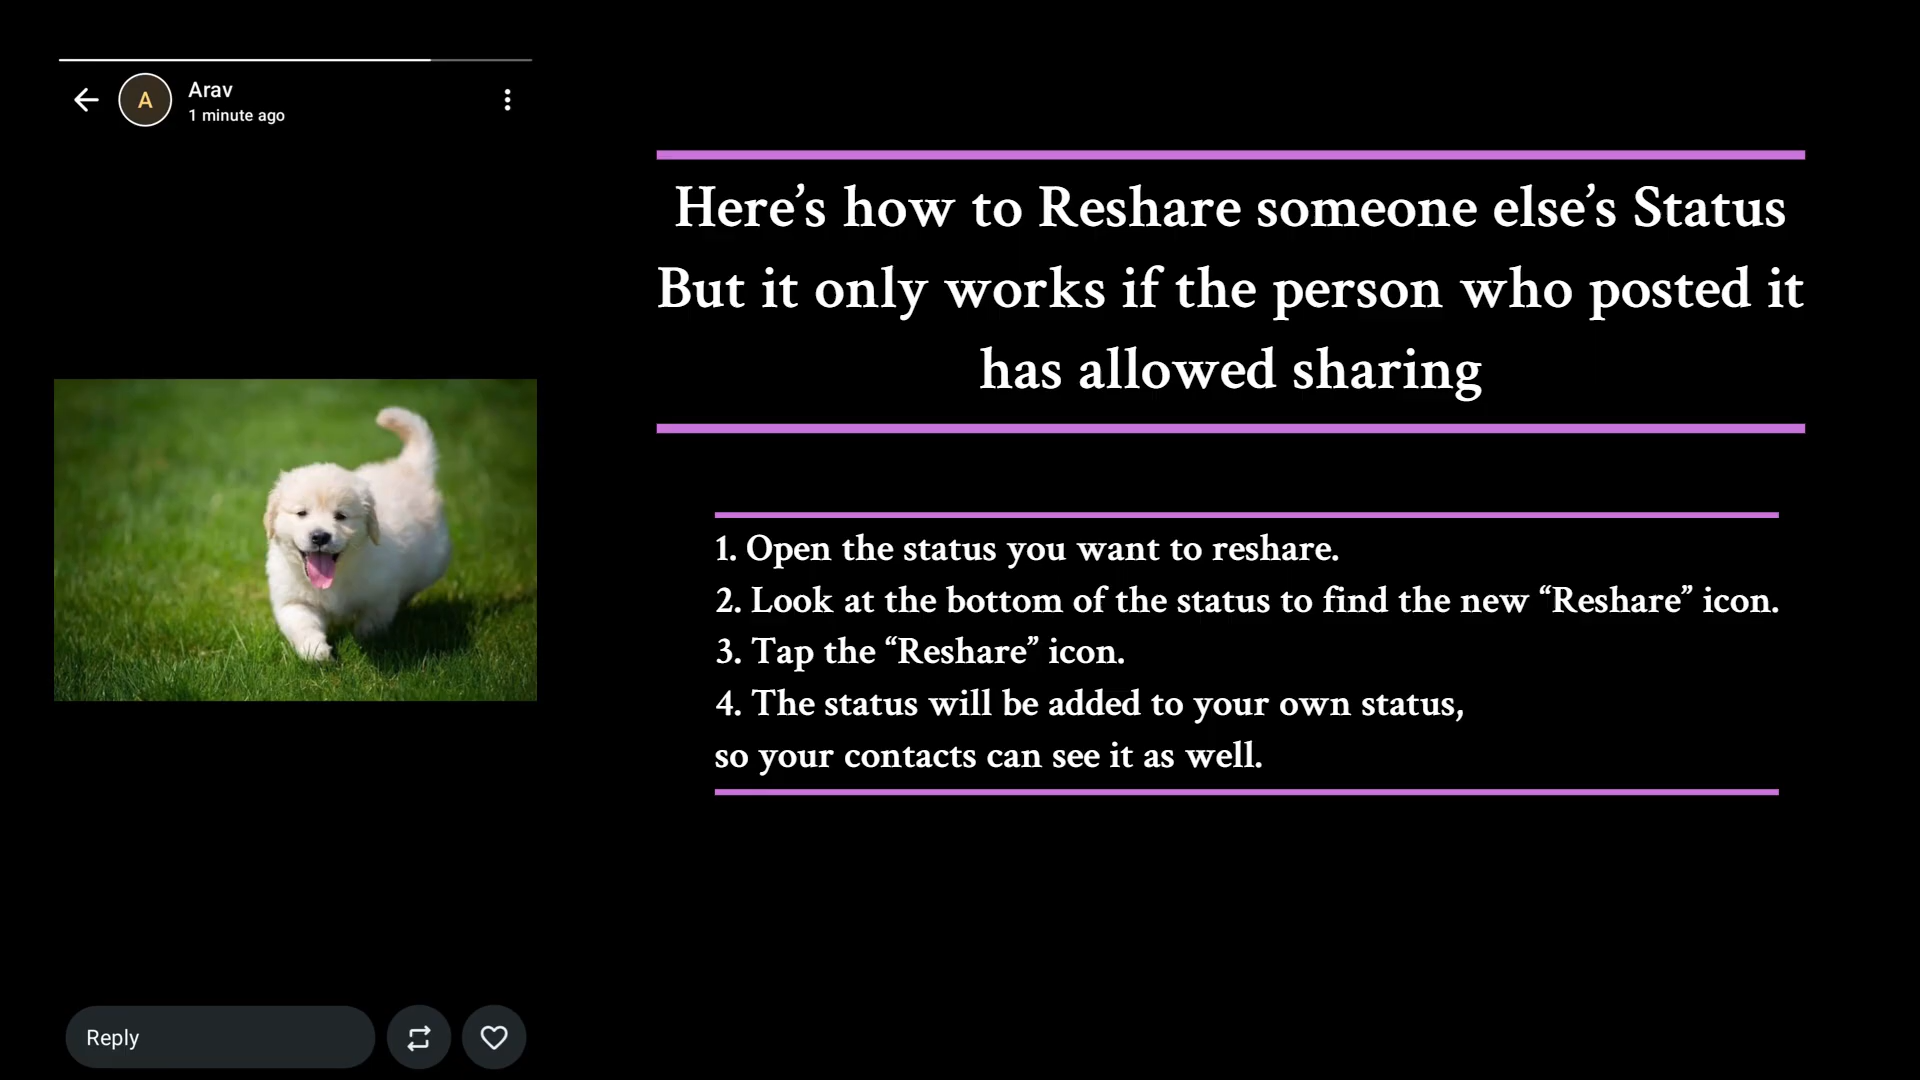 A
Arav
1 minute ago
Here’s how to Reshare someone else’s Status
But it only works if the person who posted it
has allowed sharing
1. Open the status you want to reshare.
2. Look at the bottom of the status to find the new “Reshare” icon.
3. Tap the “Reshare” icon.
4. The status will be added to your own status,
so your contacts can see it as well.
Reply